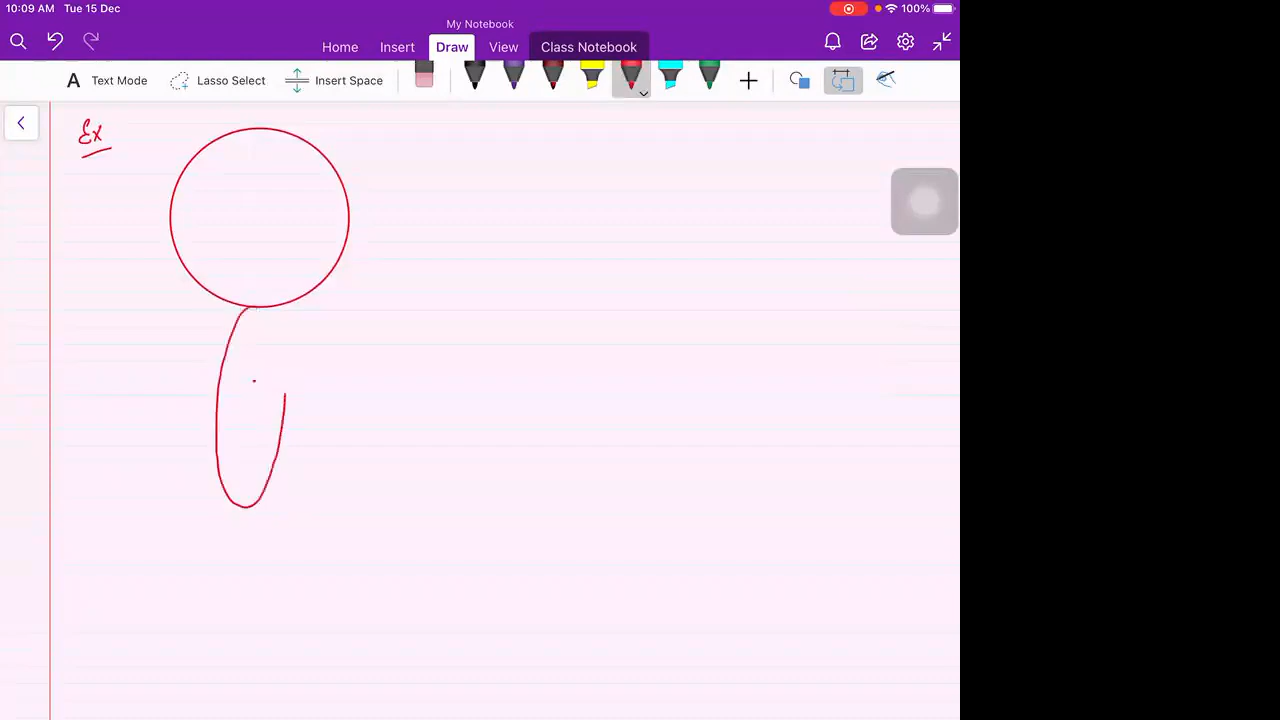 10:09 AM Tue 15 Dec 100%
My Notebook
Home Insert Draw View Class Notebook
A Text Mode Lasso Select Insert Space
Ex